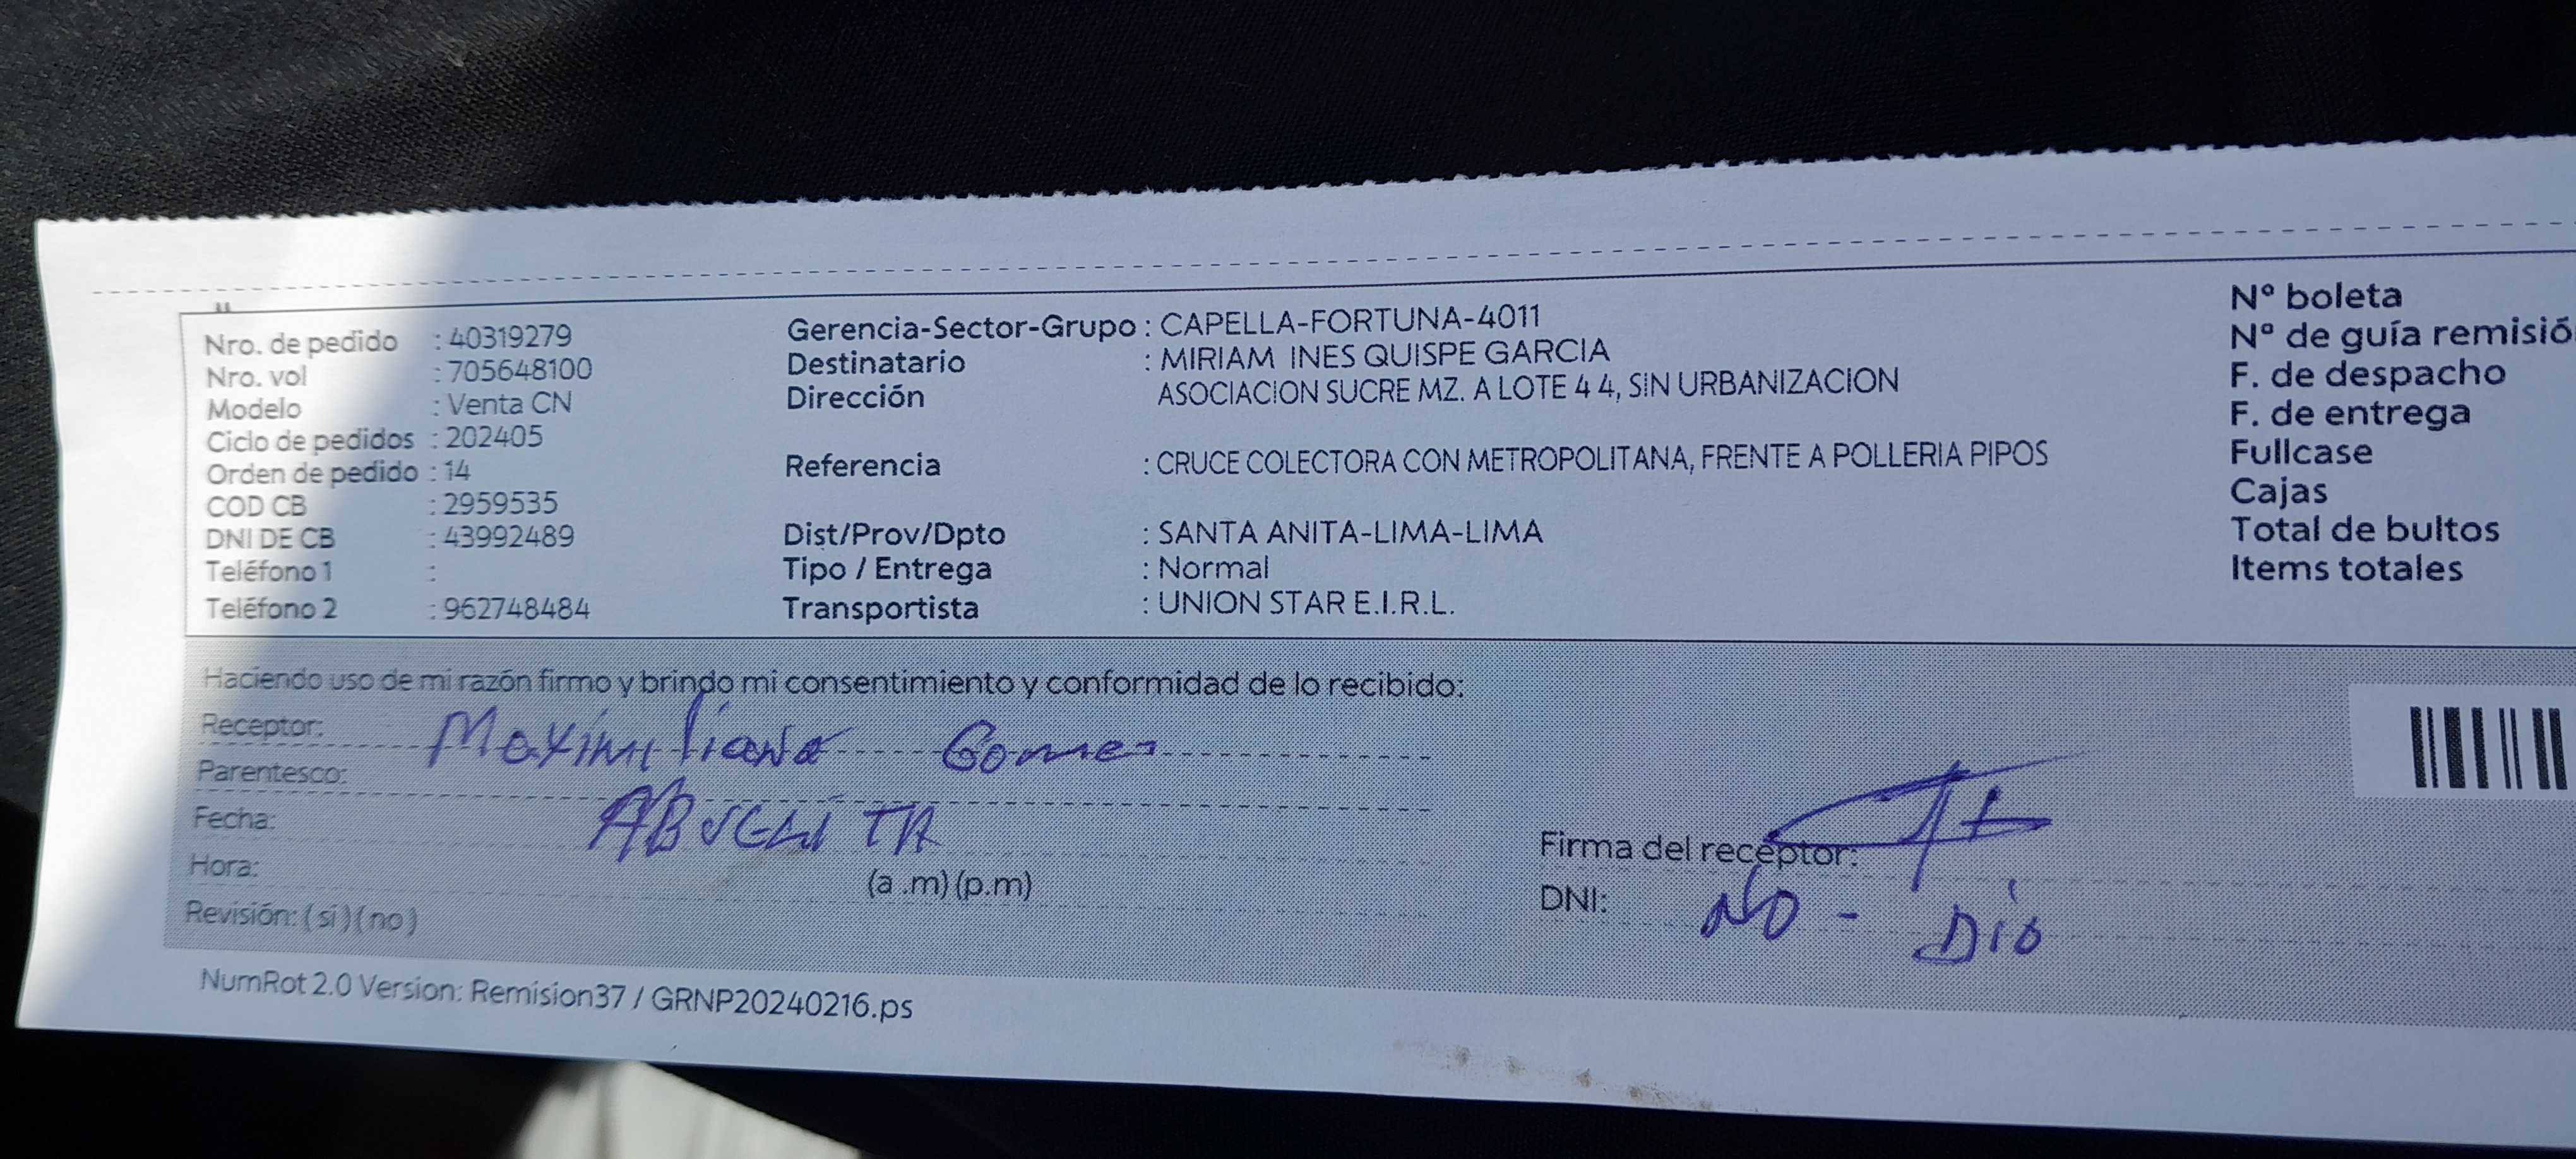 Nro. de pedido : 40319279
Nro. vol : 705648100
Modelo : Venta CN
Ciclo de pedidos : 202405
Orden de pedido : 14
COD CB : 2959535
DNI DE CB : 43992489
Teléfono 1 :
Teléfono 2 : 962748484
Gerencia-Sector-Grupo : CAPELLA-FORTUNA-4011
Destinatario : MIRIAM INES QUISPE GARCIA
Dirección ASOCIACION SUCRE MZ. A LOTE 4 4, SIN URBANIZACION
Referencia : CRUCE COLECTORA CON METROPOLITANA, FRENTE A POLLERIA PIPOS
Dist/Prov/Dpto : SANTA ANITA-LIMA-LIMA
Tipo / Entrega : Normal
Transportista : UNION STAR E.I.R.L.
Nº boleta
Nº de guía remisió
F. de despacho
F. de entrega
Fullcase
Cajas
Total de bultos
Items totales
Haciendo uso de mi razón firmo y brindo mi consentimiento y conformidad de lo recibido:
Receptor: Maximiliana Gomez
Parentesco: ABUELITA
Fecha:
Hora: (a .m) (p.m)
Revisión: ( si ) ( no )
Firma del receptor:
DNI: NO - DIO
NumRot 2.0 Version: Remision37 / GRNP20240216.ps